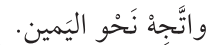 واتَّجِهْ نَحْو اليَمين.